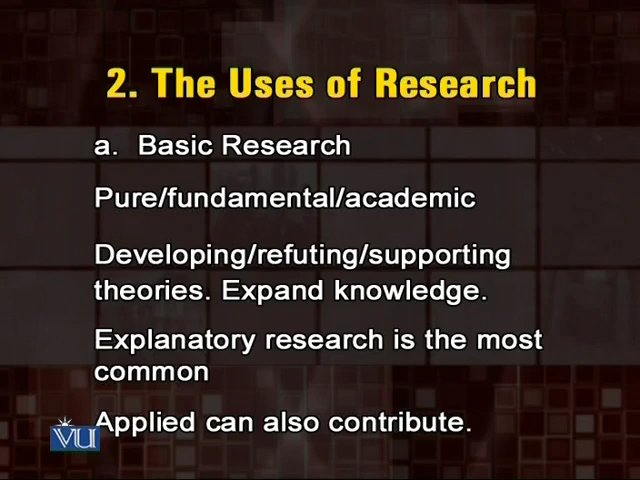 2. The Uses of Research
a. Basic Research
Pure/fundamental/academic
Developing/refuting/supporting
theories. Expand knowledge.
Explanatory research is the most
common
Applied can also contribute.
VU